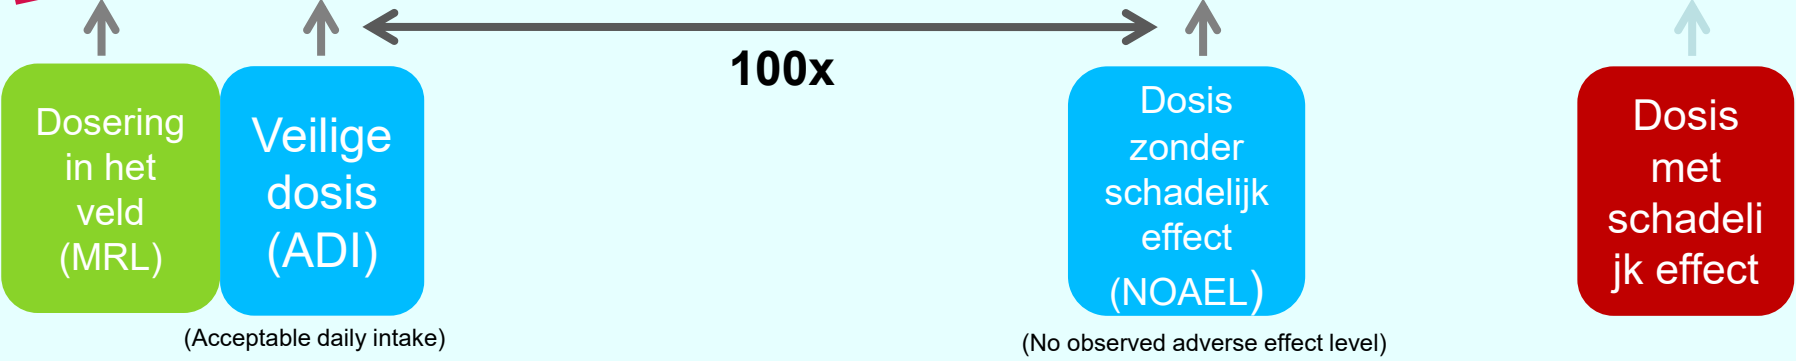 100x
Dosering
in het
veld
(MRL)
Veilige
dosis
(ADI)
(Acceptable daily intake)
Dosis
zonder
schadelijk
effect
(NOAEL)
(No observed adverse effect level)
Dosis
met
schadeli
jk effect